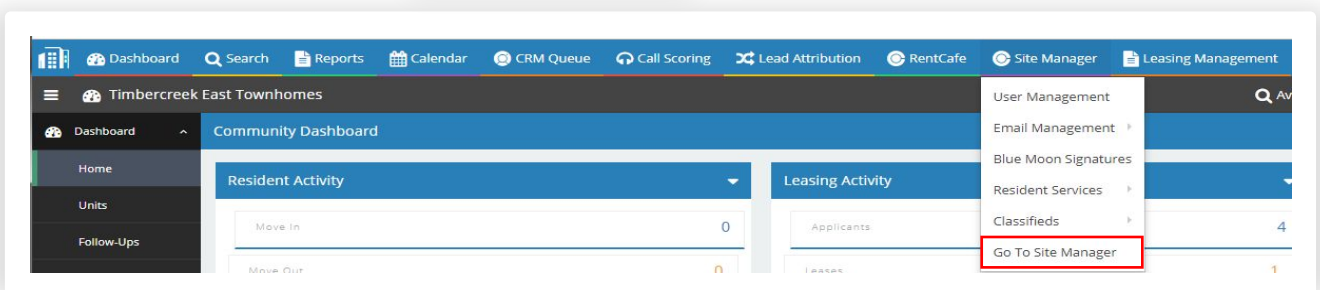 Dashboard Search Reports Calendar CRM Queue Call Scoring Lead Attribution RentCafe Site Manager Leasing Management
Timbercreek East Townhomes Av
Dashboard
Home
Units
Follow-Ups
Community Dashboard
Resident Activity
Move In 0
Move Out 0
Leasing Activity
Applicants 4
Leases 1
User Management
Email Management
Blue Moon Signatures
Resident Services
Classifieds
Go To Site Manager